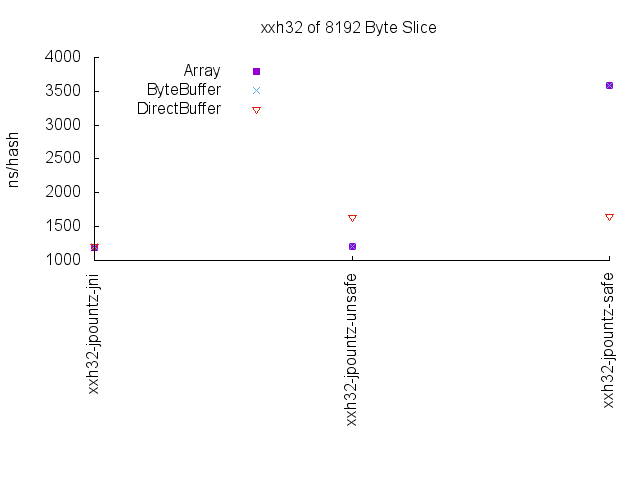 xxh32 of 8192 Byte Slice
4000
3500
3000
2500
2000
1500
1000
ns/hash
Array
ByteBuffer
DirectBuffer
xxh32-jpountz-jni
xxh32-jpountz-unsafe
xxh32-jpountz-safe